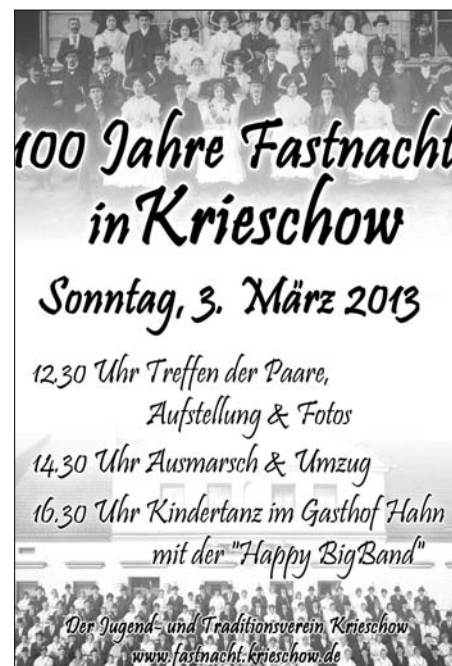 100 Jahre Fastnacht
in Krieschow
Sonntag, 3. März 2013
12.30 Uhr Treffen der Paare,
Aufstellung & Fotos
14.30 Uhr Ausmarsch & Umzug
16.30 Uhr Kindertanz im Gasthof Hahn
mit der "Happy BigBand"
Der Jugend- und Traditionsverein Krieschow
www.fastnacht.krieschow.de